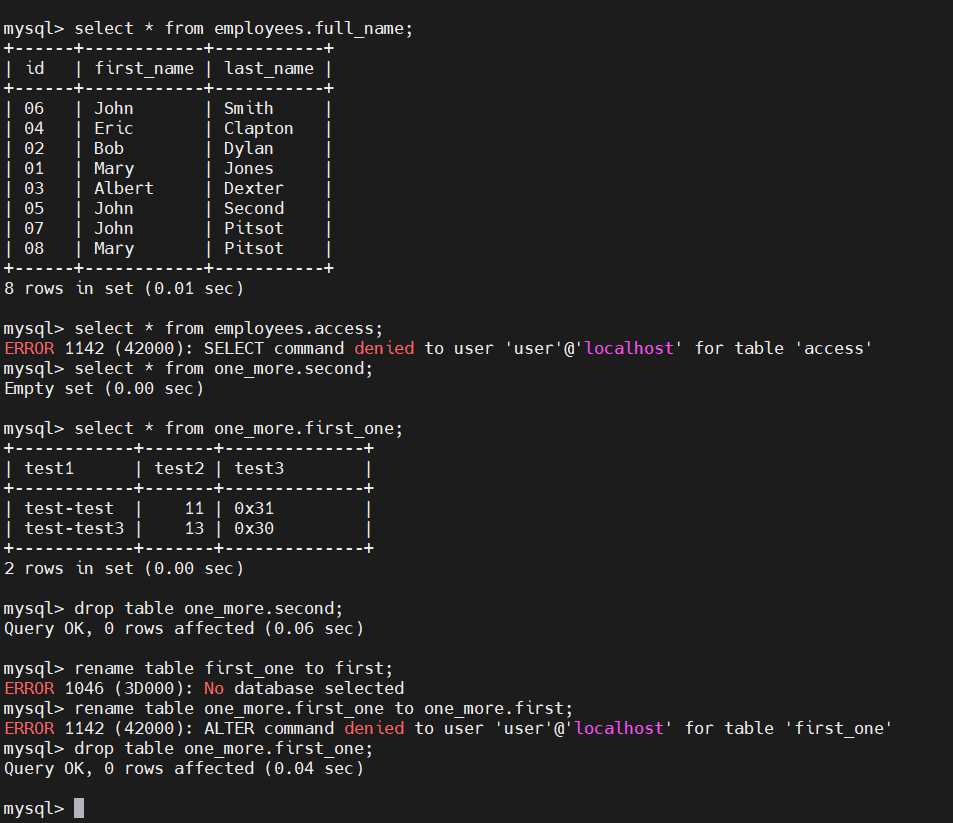 mysql> select * from employees.full_name;
+------+------------+-----------+
| id   | first_name | last_name |
+------+------------+-----------+
| 06   | John       | Smith     |
| 04   | Eric       | Clapton   |
| 02   | Bob        | Dylan     |
| 01   | Mary       | Jones     |
| 03   | Albert     | Dexter    |
| 05   | John       | Second    |
| 07   | John       | Pitsot    |
| 08   | Mary       | Pitsot    |
+------+------------+-----------+
8 rows in set (0.01 sec)
mysql> select * from employees.access;
ERROR 1142 (42000): SELECT command denied to user 'user'@'localhost' for table 'access'
mysql> select * from one_more.second;
Empty set (0.00 sec)
mysql> select * from one_more.first_one;
+------------+-------+--------------+
| test1      | test2 | test3        |
+------------+-------+--------------+
| test-test  |    11 | 0x31         |
| test-test3 |    13 | 0x30         |
+------------+-------+--------------+
2 rows in set (0.00 sec)
mysql> drop table one_more.second;
Query OK, 0 rows affected (0.06 sec)
mysql> rename table first_one to first;
ERROR 1046 (3D000): No database selected
mysql> rename table one_more.first_one to one_more.first;
ERROR 1142 (42000): ALTER command denied to user 'user'@'localhost' for table 'first_one'
mysql> drop table one_more.first_one;
Query OK, 0 rows affected (0.04 sec)
mysql>